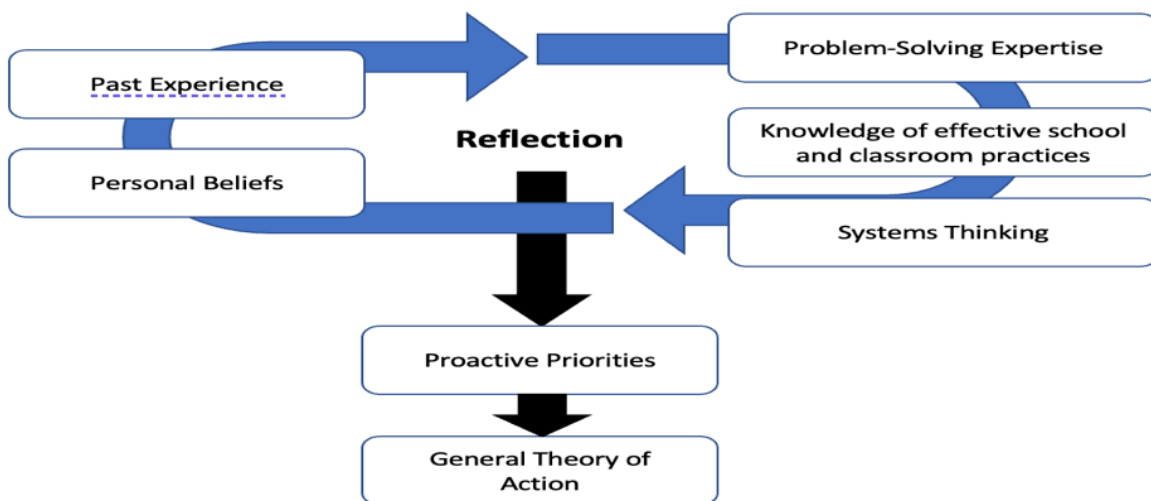 Problem-Solving Expertise
Past Experience
Reflection
Knowledge of effective school
and classroom practices
Personal Beliefs
Systems Thinking
Proactive Priorities
General Theory of
Action